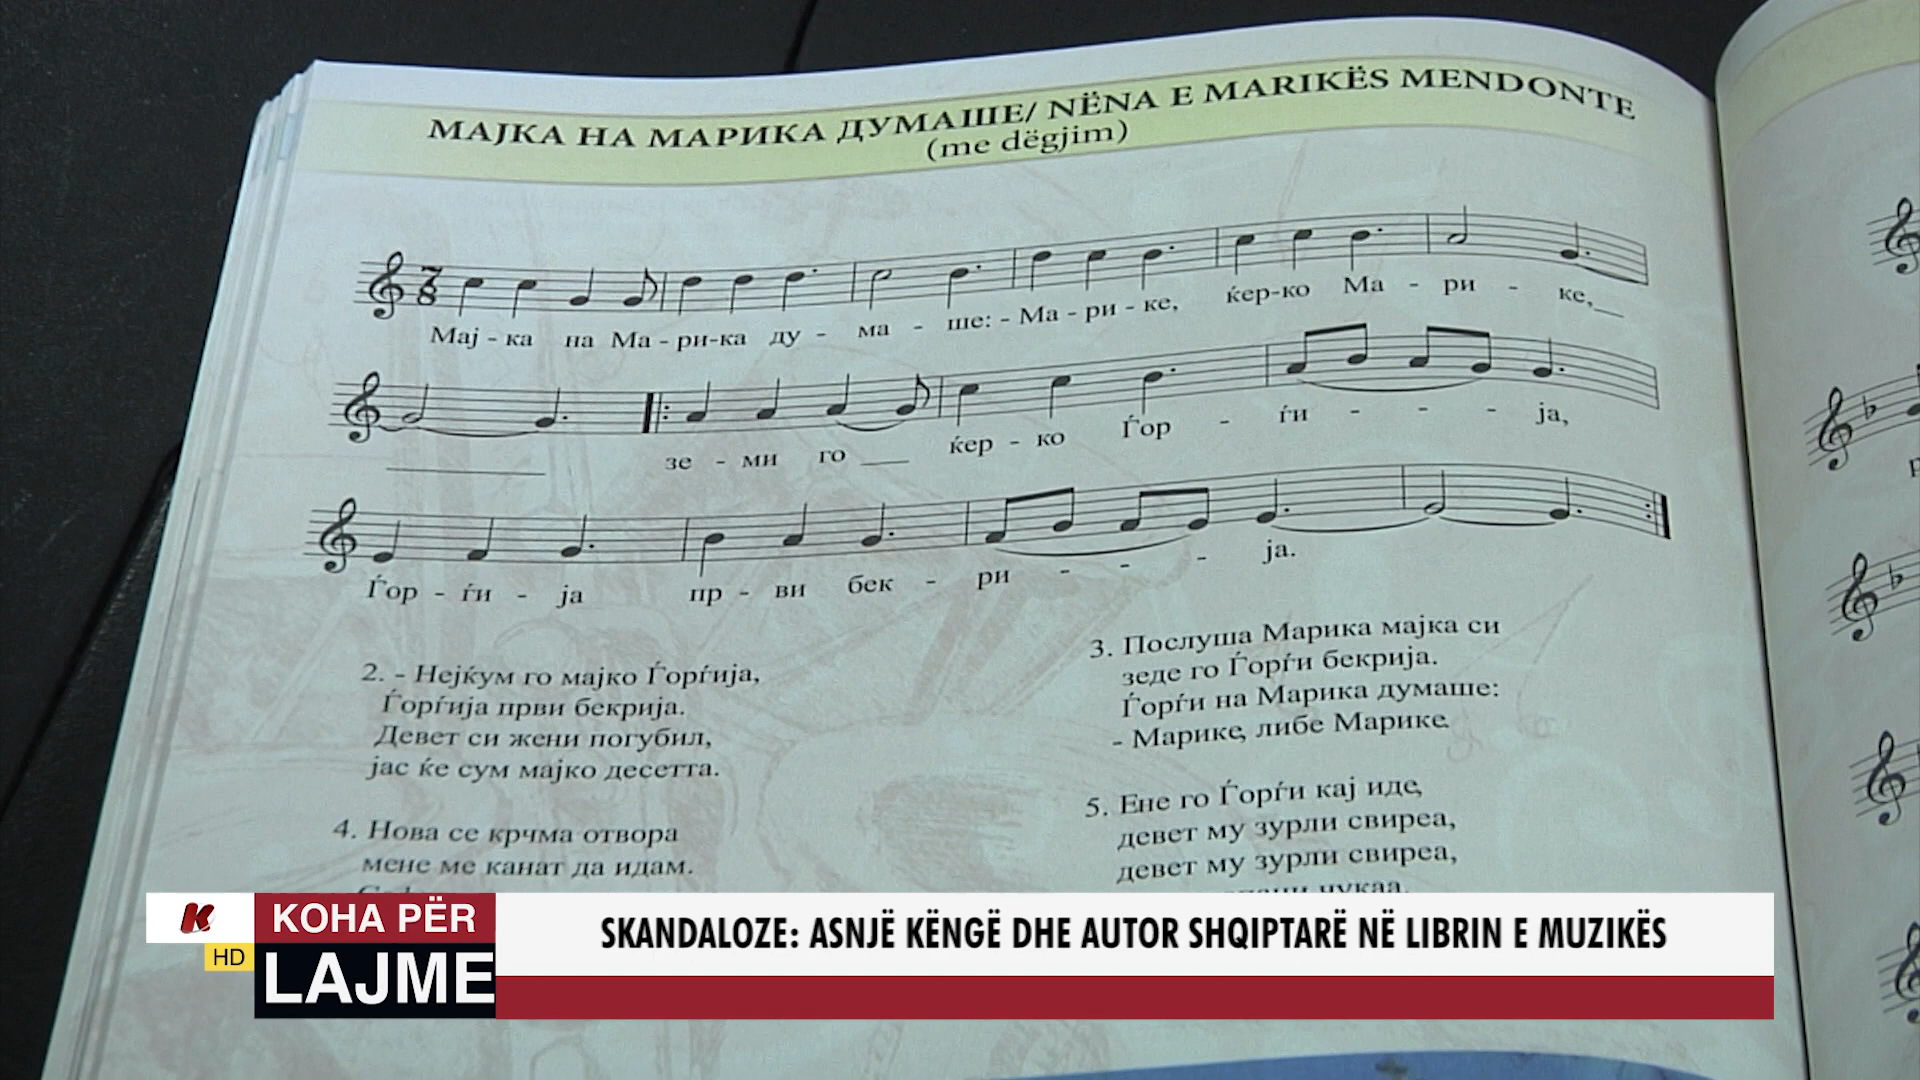 МАЈКА НА МАРИКА ДУМАШЕ/ NËNA E MARIKËS MENDONTE
(me dëgjim)
7
8
Мај - ка на Ма - ри-ка ду - ма - ше: - Ма - ри - ке, ќер-ко Ма - ри - ке,__
зе - ми го ___ ќер - ко Ѓор - ѓи - - - ја,
Ѓор - ѓи - ја пр - ви бек - ри - - - ја.
2. - Нејќум го мајко Ѓорѓија,
Ѓорѓија први бекрија.
Девет си жени погубил,
јас ќе сум мајко десетта.
3. Послуша Марика мајка си
зеде го Ѓорѓи бекрија.
Ѓорѓи на Марика думаше:
- Марике, либе Марике.
4. Нова се крчма отвора
мене ме канат да идам.
5. Ене го Ѓорѓи кај иде,
девет му зурли свиреа,
девет му зурли свиреа,
чукаа.
K
HD
KOHA PËR
LAJME
SKANDALOZE: ASNJË KËNGË DHE AUTOR SHQIPTARË NË LIBRIN E MUZIKËS